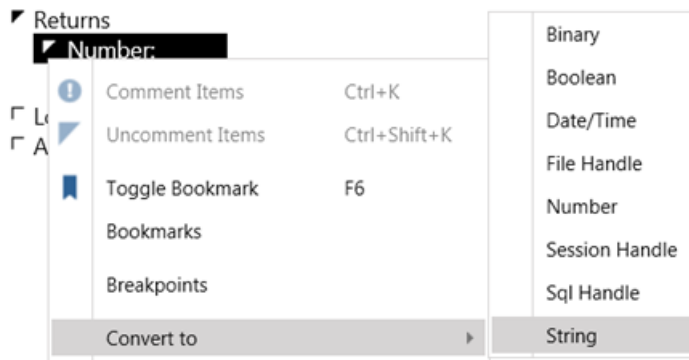 Returns
Number:
Comment Items Ctrl+K
Uncomment Items Ctrl+Shift+K
Toggle Bookmark F6
Bookmarks
Breakpoints
Convert to
Binary
Boolean
Date/Time
File Handle
Number
Session Handle
Sql Handle
String